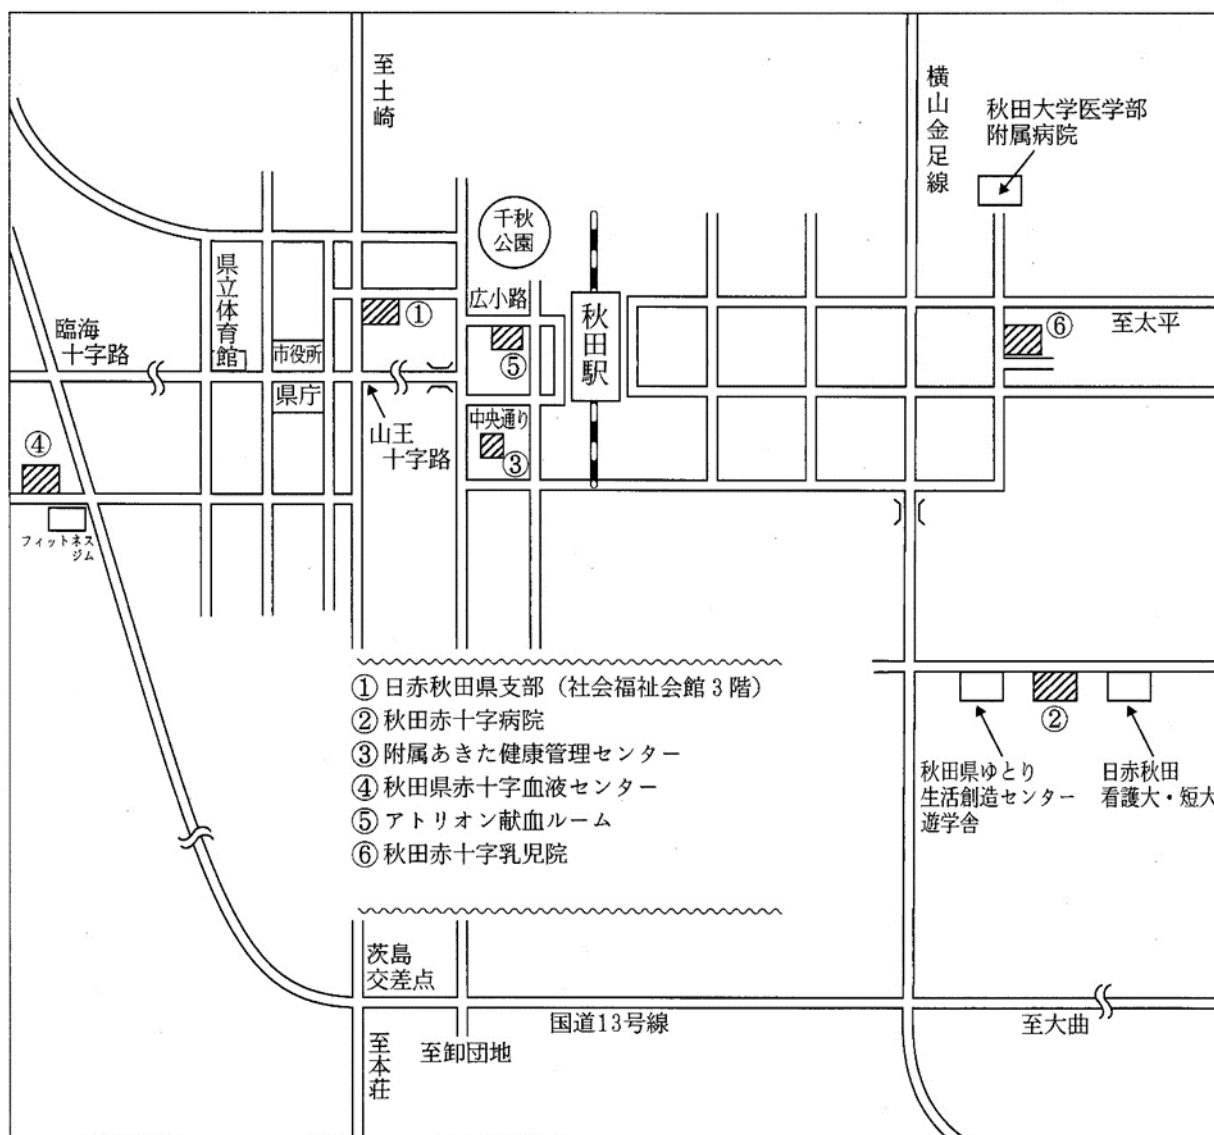 至土崎
横山金足線
秋田大学医学部
附属病院
千秋
公園
県立体育館
広小路
秋田駅
①
⑤
⑥
至太平
臨海
十字路
市役所
県庁
山王
十字路
中央通り
③
④
フィットネス
ジム
①日赤秋田県支部（社会福祉会館3階）
②秋田赤十字病院
③附属あきた健康管理センター
④秋田県赤十字血液センター
⑤アトリオン献血ルーム
⑥秋田赤十字乳児院
②
秋田県ゆとり
生活創造センター
遊学舎
日赤秋田
看護大・短大
茨島
交差点
国道13号線
至大曲
至本荘
至卸団地